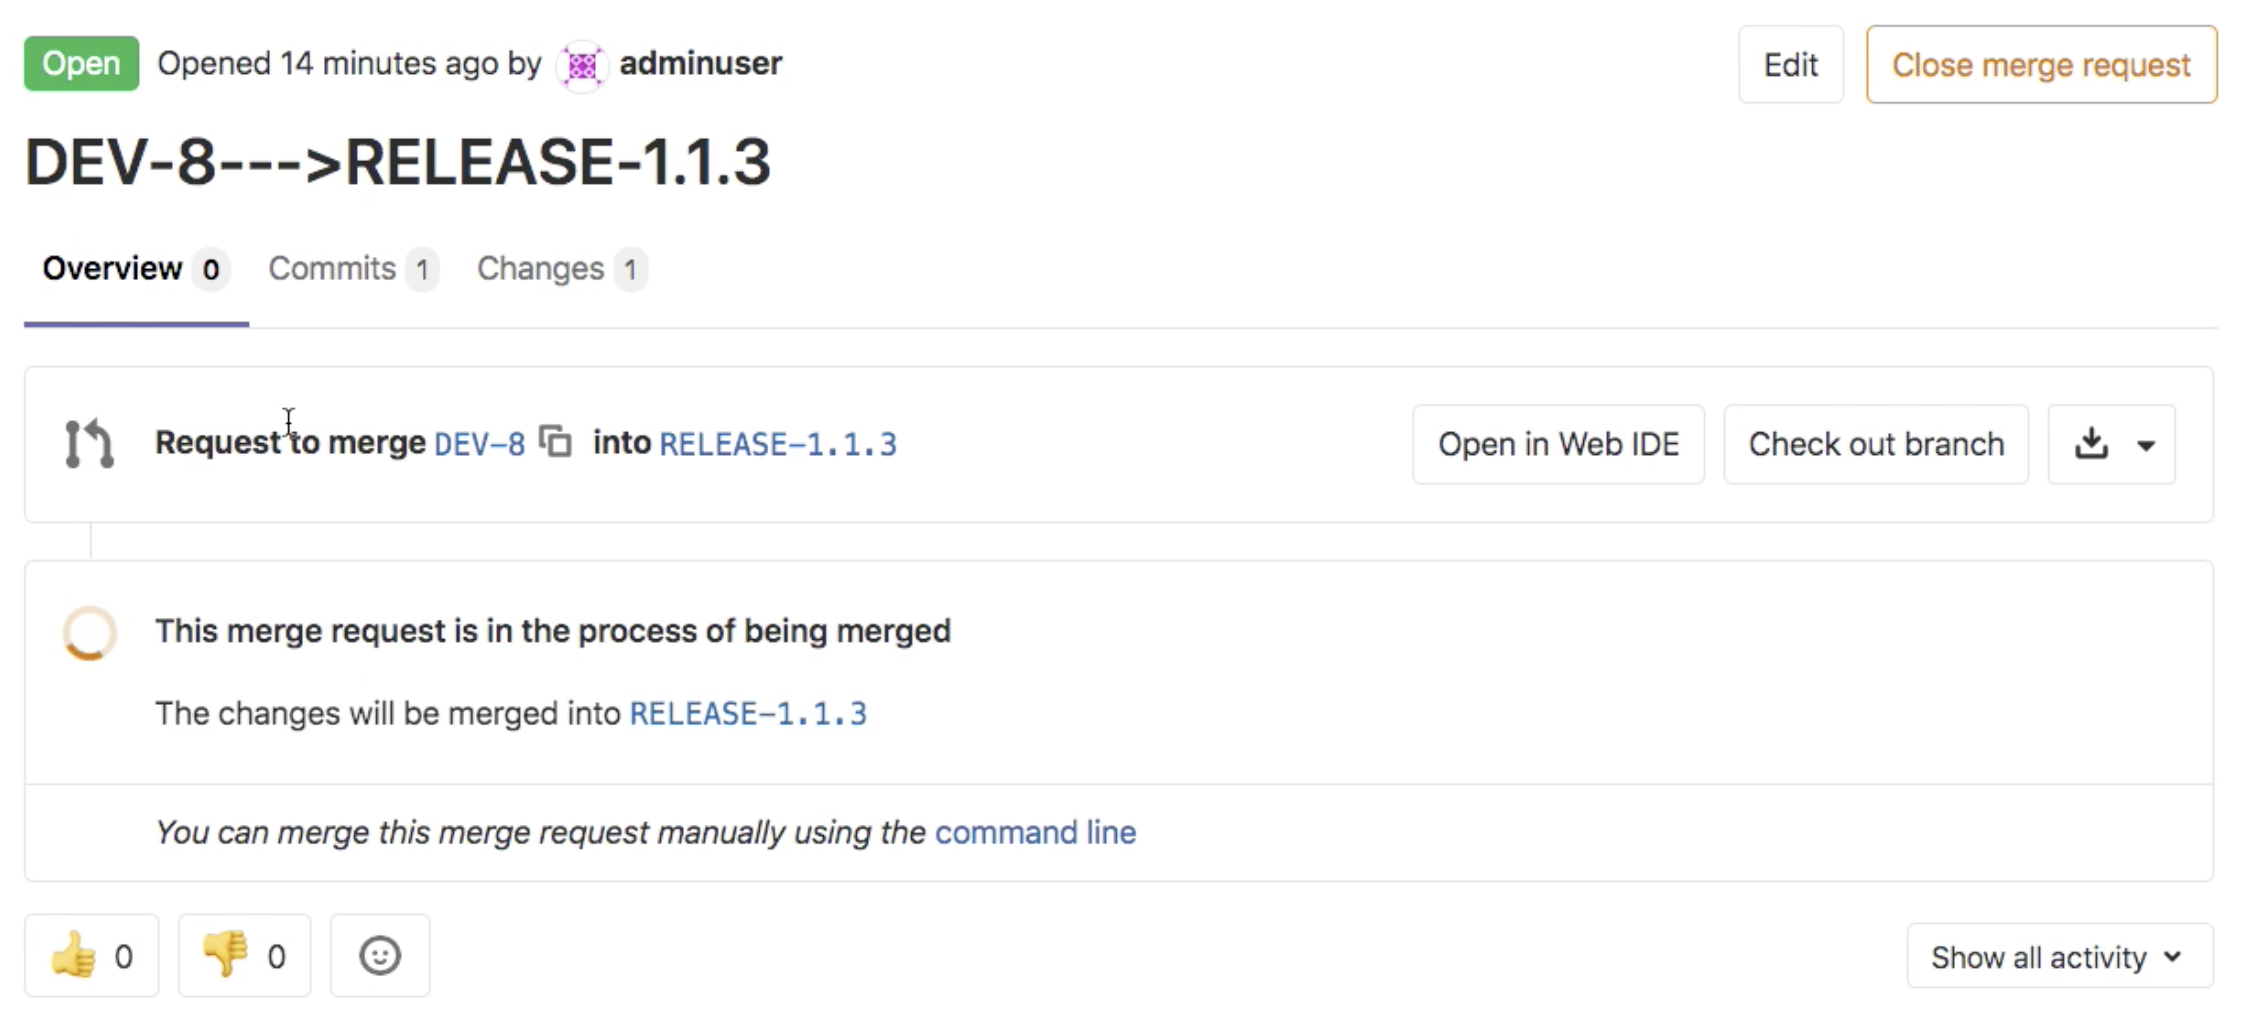 Open Opened 14 minutes ago by adminuser Edit Close merge request
DEV-8--->RELEASE-1.1.3
Overview 0 Commits 1 Changes 1
Request to merge DEV-8 into RELEASE-1.1.3 Open in Web IDE Check out branch
This merge request is in the process of being merged
The changes will be merged into RELEASE-1.1.3
You can merge this merge request manually using the command line
0 0 Show all activity